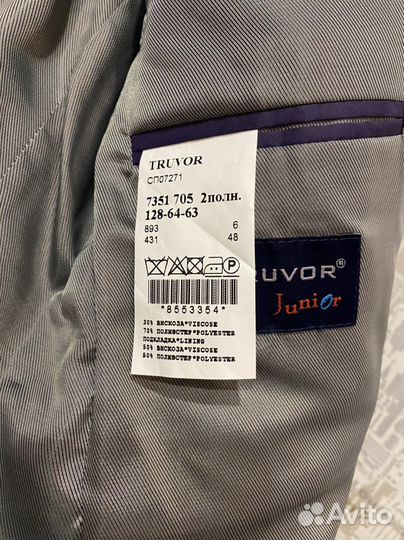 TRUVOR
СП07271
7351 705 2полн.
128-64-63
893 6
431 48
*8553354*
30% ВИСКОЗА*VISCOSE
70% ПОЛИЭСТЕР*POLYESTER
ПОДКЛАДКА*LINING
50% ВИСКОЗА*VISCOSE
50% ПОЛИЭСТЕР*POLYESTER
RUVOR®
Junior
Avito